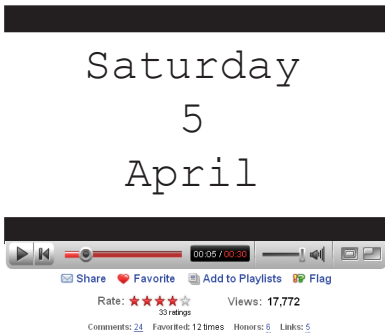 Saturday
5
April
00:05 / 00:30
Share Favorite Add to Playlists Flag
Rate: Views: 17,772
33 ratings
Comments: 24 Favorited: 12 times Honors: 6 Links: 5